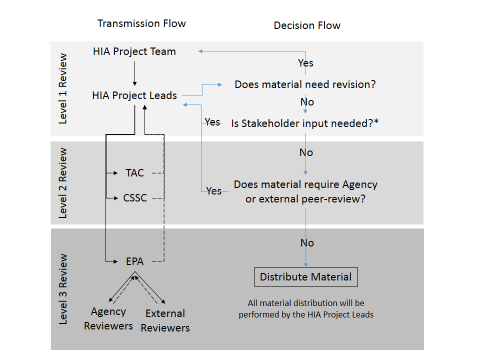 Transmission Flow
Decision Flow
Level 1 Review
HIA Project Team
Yes
Does material need revision?
HIA Project Leads
No
Yes
Is Stakeholder input needed?*
No
Level 2 Review
TAC
CSSC
Yes
Does material require Agency
or external peer-review?
No
Level 3 Review
EPA
Distribute Material
Agency
Reviewers
External
Reviewers
All material distribution will be
performed by the HIA Project Leads